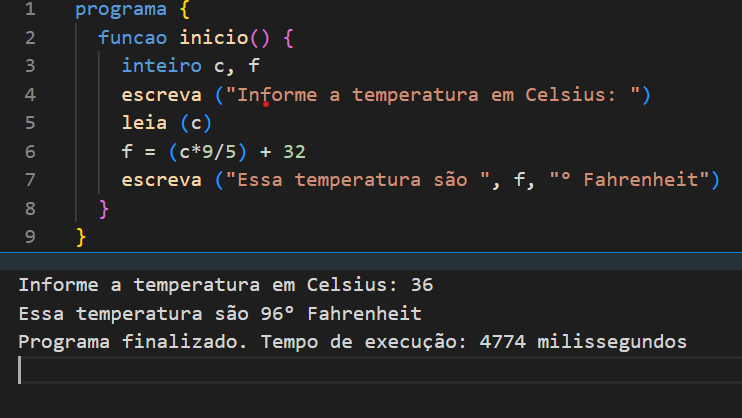 1 programa {
2 funcao inicio() {
3 inteiro c, f
4 escreva ("Informe a temperatura em Celsius: ")
5 leia (c)
6 f = (c*9/5) + 32
7 escreva ("Essa temperatura são ", f, "° Fahrenheit")
8 }
9 }
Informe a temperatura em Celsius: 36
Essa temperatura são 96° Fahrenheit
Programa finalizado. Tempo de execução: 4774 milissegundos